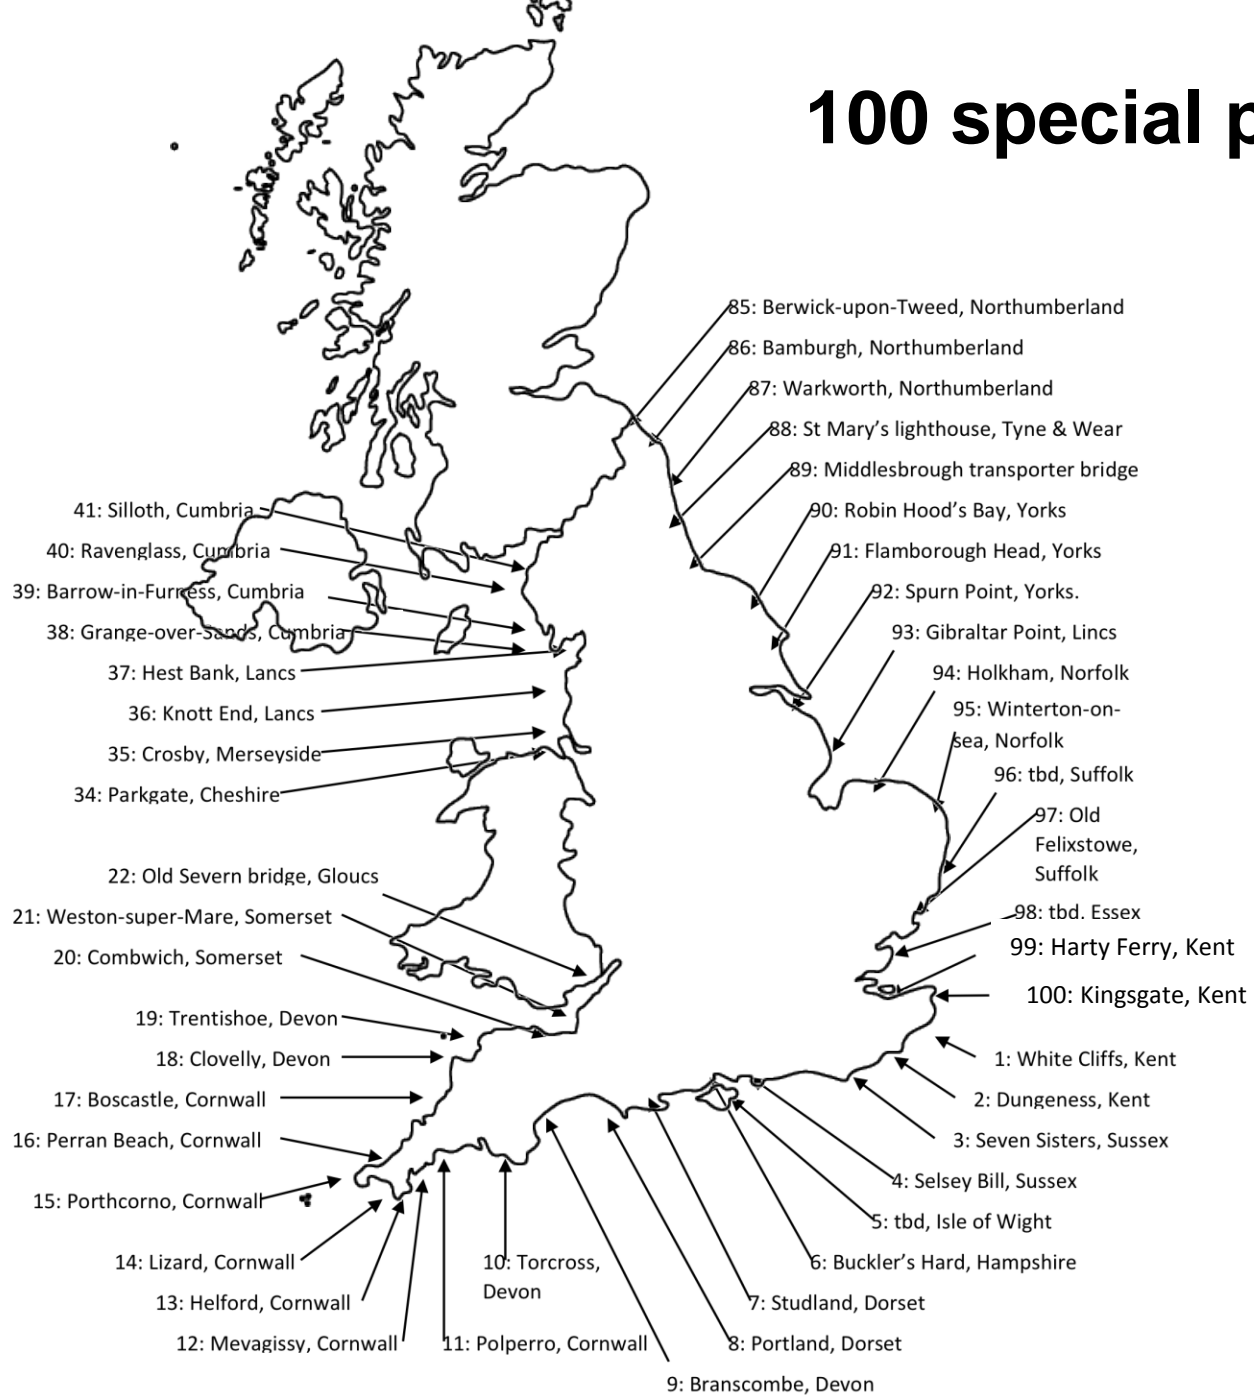 100 special p
85: Berwick-upon-Tweed, Northumberland
86: Bamburgh, Northumberland
87: Warkworth, Northumberland
88: St Mary’s lighthouse, Tyne & Wear
89: Middlesbrough transporter bridge
90: Robin Hood’s Bay, Yorks
91: Flamborough Head, Yorks
92: Spurn Point, Yorks.
93: Gibraltar Point, Lincs
94: Holkham, Norfolk
95: Winterton-on-
sea, Norfolk
96: tbd, Suffolk
97: Old
Felixstowe,
Suffolk
98: tbd. Essex
99: Harty Ferry, Kent
100: Kingsgate, Kent
1: White Cliffs, Kent
2: Dungeness, Kent
3: Seven Sisters, Sussex
4: Selsey Bill, Sussex
5: tbd, Isle of Wight
6: Buckler’s Hard, Hampshire
7: Studland, Dorset
8: Portland, Dorset
9: Branscombe, Devon
10: Torcross,
Devon
11: Polperro, Cornwall
12: Mevagissy, Cornwall
13: Helford, Cornwall
14: Lizard, Cornwall
15: Porthcorno, Cornwall
16: Perran Beach, Cornwall
17: Boscastle, Cornwall
18: Clovelly, Devon
19: Trentishoe, Devon
20: Combwich, Somerset
21: Weston-super-Mare, Somerset
22: Old Severn bridge, Gloucs
34: Parkgate, Cheshire
35: Crosby, Merseyside
36: Knott End, Lancs
37: Hest Bank, Lancs
38: Grange-over-Sands, Cumbria
39: Barrow-in-Furness, Cumbria
40: Ravenglass, Cumbria
41: Silloth, Cumbria